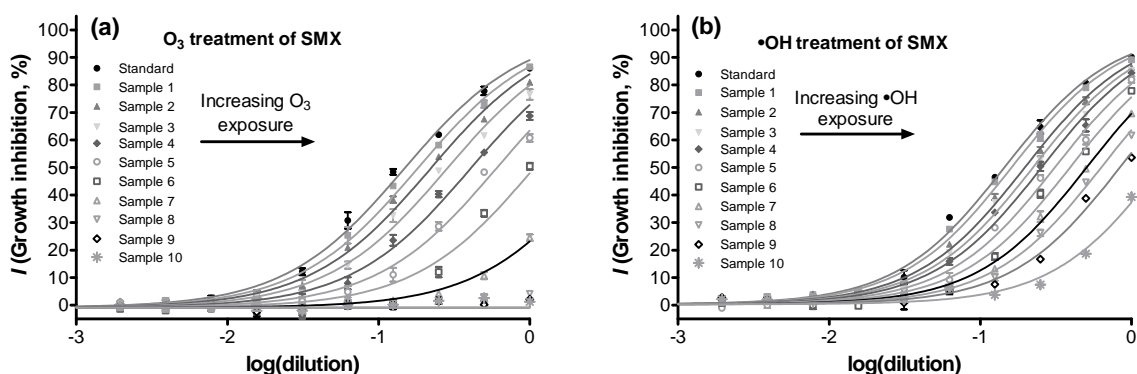 (a)
O₃ treatment of SMX
I (Growth inhibition, %)
100
90
80
70
60
50
40
30
20
10
0
Standard
Sample 1
Sample 2
Sample 3
Sample 4
Sample 5
Sample 6
Sample 7
Sample 8
Sample 9
Sample 10
Increasing O₃
exposure
-3
-2
-1
0
log(dilution)
(b)
•OH treatment of SMX
I (Growth inhibition, %)
100
90
80
70
60
50
40
30
20
10
0
Standard
Sample 1
Sample 2
Sample 3
Sample 4
Sample 5
Sample 6
Sample 7
Sample 8
Sample 9
Sample 10
Increasing •OH
exposure
-3
-2
-1
0
log(dilution)